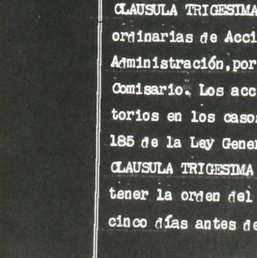 CLAUSULA TRIGESIMA
ordinarias de Acci
Administración, por
Comisario. Los acc
torios en los casos
185 de la Ley Gener
CLAUSULA TRIGESIMA
tener la orden del
cinco días antes de